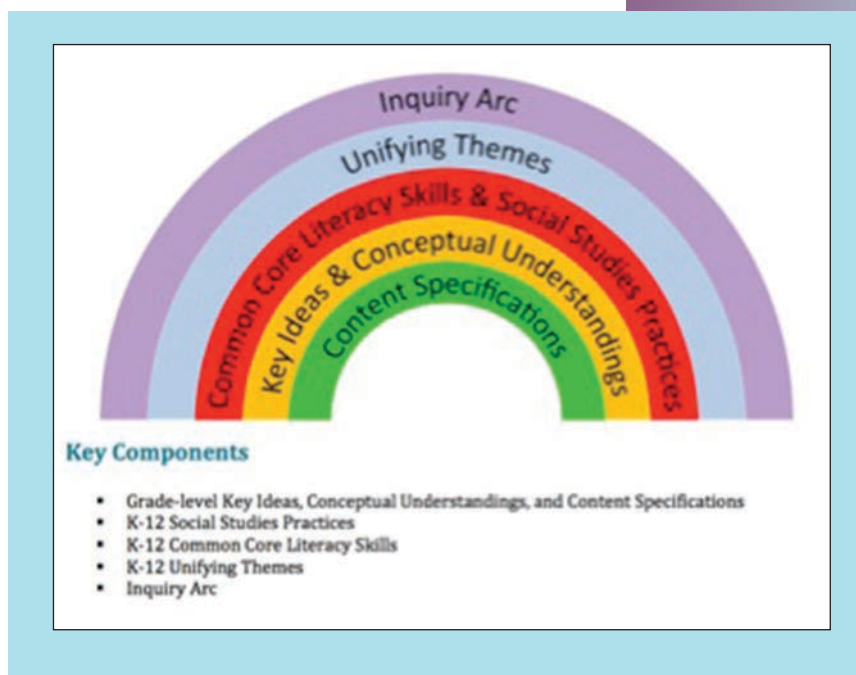 Inquiry Arc
Unifying Themes
Common Core Literacy Skills & Social Studies Practices
Key Ideas & Conceptual Understandings
Content Specifications
Key Components
▪ Grade-level Key Ideas, Conceptual Understandings, and Content Specifications
▪ K-12 Social Studies Practices
▪ K-12 Common Core Literacy Skills
▪ K-12 Unifying Themes
▪ Inquiry Arc